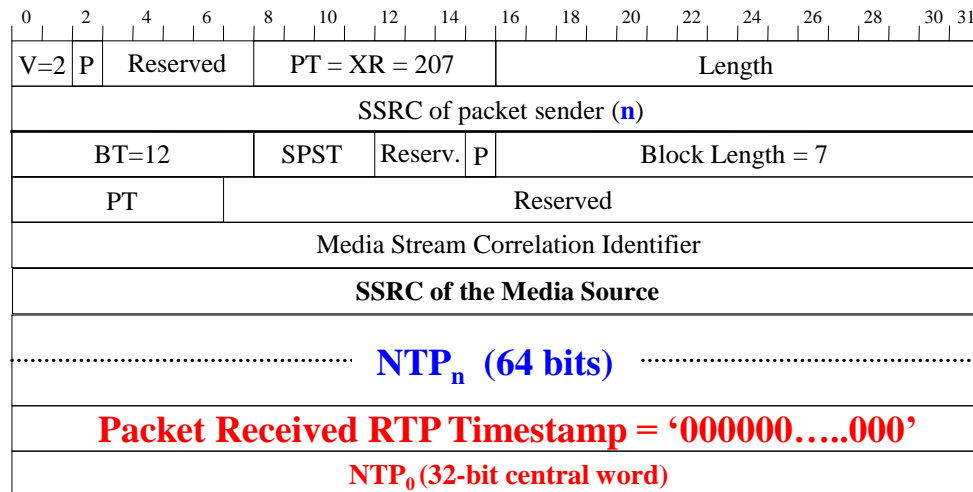 0 2 4 6 8 10 12 14 16 18 20 22 24 26 28 30 31
V=2 P Reserved PT = XR = 207 Length
SSRC of packet sender (n)
BT=12 SPST Reserv. P Block Length = 7
PT Reserved
Media Stream Correlation Identifier
SSRC of the Media Source
NTPn (64 bits)
Packet Received RTP Timestamp = ‘000000…..000’
NTP0 (32-bit central word)